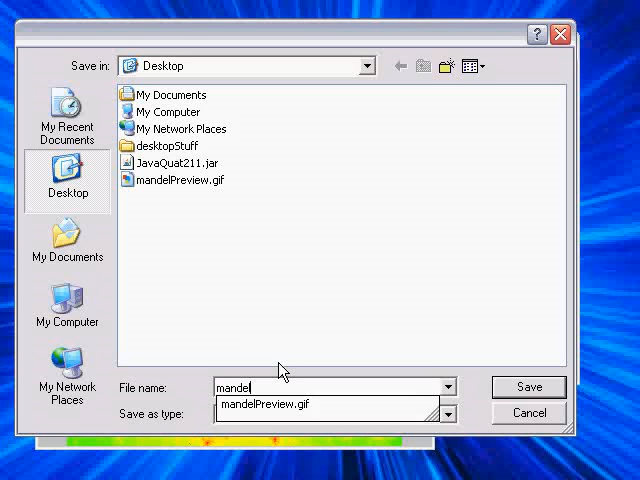 Save in:
Desktop
My Recent
Documents
Desktop
My Documents
My Computer
My Network
Places
My Documents
My Computer
My Network Places
desktopStuff
JavaQuat211.jar
mandelPreview.gif
File name:
mandel
Save
mandelPreview.gif
Save as type:
Cancel